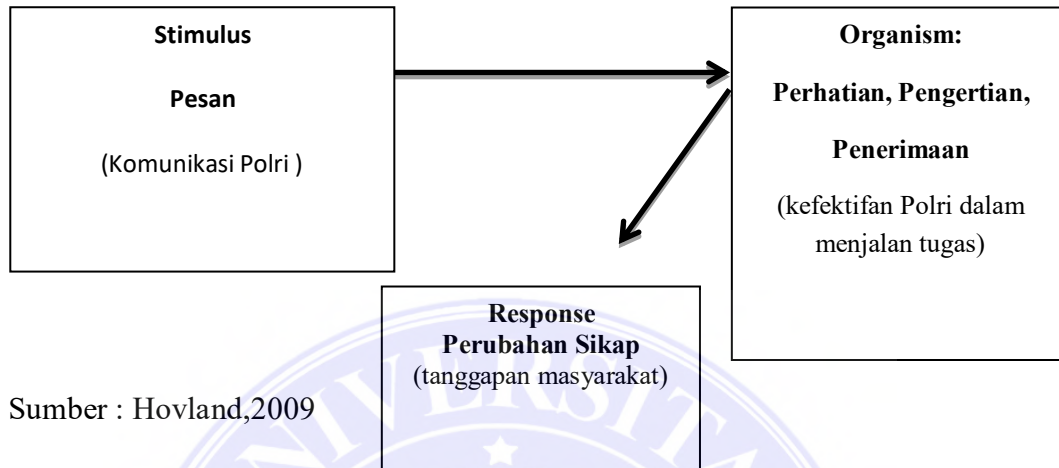 Stimulus
Pesan
(Komunikasi Polri )
Organism:
Perhatian, Pengertian,
Penerimaan
(kefektifan Polri dalam
menjalan tugas)
Response
Perubahan Sikap
(tanggapan masyarakat)
Sumber : Hovland,2009
UNIVERSITA